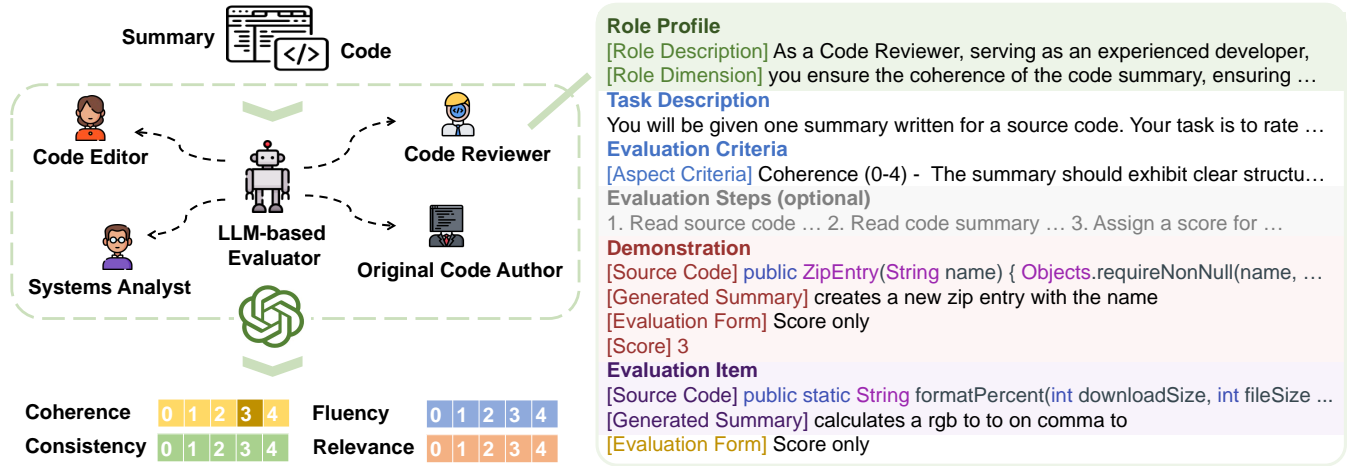 Summary
Code
</>
Code Editor
Code Reviewer
LLM-based
Evaluator
Systems Analyst
Original Code Author
Coherence 0 1 2 3 4
Fluency 0 1 2 3 4
Consistency 0 1 2 3 4
Relevance 0 1 2 3 4
Role Profile
[Role Description] As a Code Reviewer, serving as an experienced developer,
[Role Dimension] you ensure the coherence of the code summary, ensuring …
Task Description
You will be given one summary written for a source code. Your task is to rate …
Evaluation Criteria
[Aspect Criteria] Coherence (0-4) - The summary should exhibit clear structu…
Evaluation Steps (optional)
1. Read source code … 2. Read code summary … 3. Assign a score for …
Demonstration
[Source Code] public ZipEntry(String name) { Objects.requireNonNull(name, …
[Generated Summary] creates a new zip entry with the name
[Evaluation Form] Score only
[Score] 3
Evaluation Item
[Source Code] public static String formatPercent(int downloadSize, int fileSize ...
[Generated Summary] calculates a rgb to to on comma to
[Evaluation Form] Score only